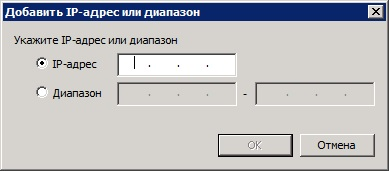 Добавить IP-адрес или диапазон
Укажите IP-адрес или диапазон
IP-адрес . . .
Диапазон . . . - . . .
OK Отмена